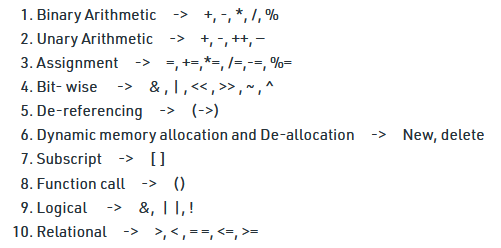 1. Binary Arithmetic -> +, -, *, /, %
2. Unary Arithmetic -> +, -, ++, —
3. Assignment -> =, +=,*=, /=,-=, %=
4. Bit- wise -> & , | , << , >> , ~ , ^
5. De-referencing -> (->)
6. Dynamic memory allocation and De-allocation -> New, delete
7. Subscript -> [ ]
8. Function call -> ()
9. Logical -> &, | |, !
10. Relational -> >, < , = =, <=, >=